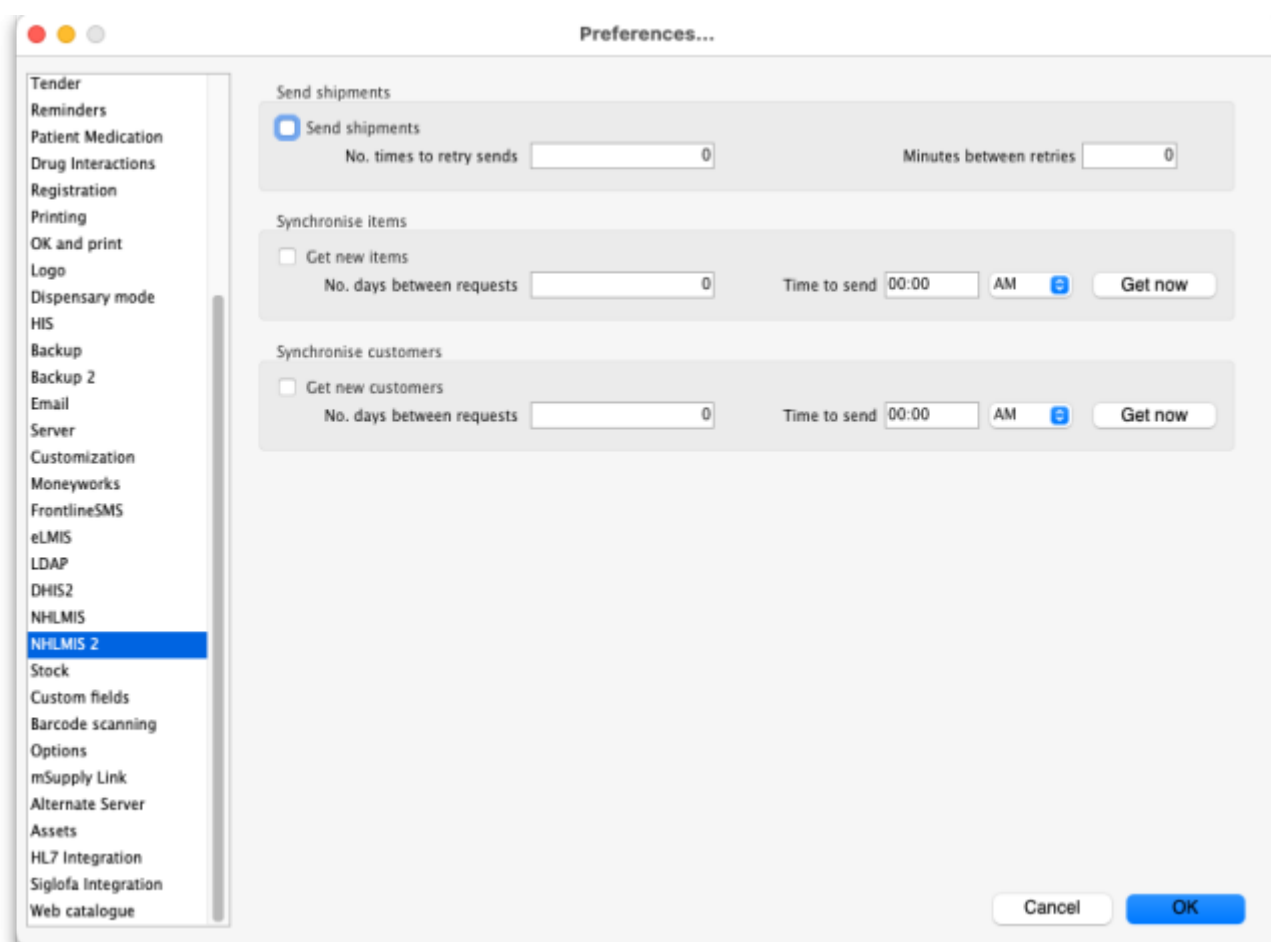 Preferences...
Tender
Reminders
Patient Medication
Drug Interactions
Registration
Printing
OK and print
Logo
Dispensary mode
HIS
Backup
Backup 2
Email
Server
Customization
Moneyworks
FrontlineSMS
eLMIS
LDAP
DHIS2
NHLMIS
NHLMIS 2
Stock
Custom fields
Barcode scanning
Options
mSupply Link
Alternate Server
Assets
HL7 Integration
Siglofa Integration
Web catalogue
Send shipments
Send shipments
No. times to retry sends 0 Minutes between retries 0
Synchronise items
Get new items
No. days between requests 0 Time to send 00:00 AM Get now
Synchronise customers
Get new customers
No. days between requests 0 Time to send 00:00 AM Get now
Cancel OK